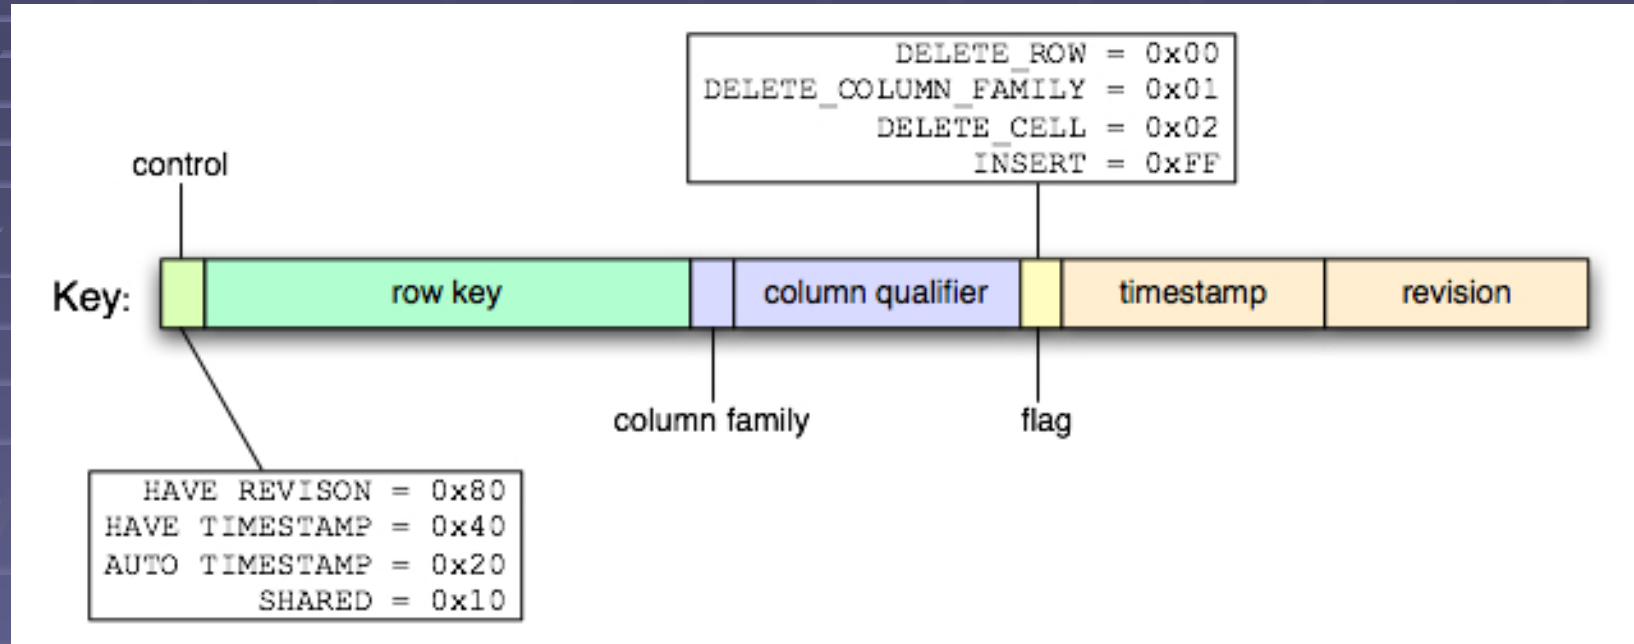 DELETE_ROW = 0x00
DELETE_COLUMN_FAMILY = 0x01
DELETE_CELL = 0x02
INSERT = 0xFF
control
Key:
row key
column qualifier
timestamp
revision
column family
flag
HAVE REVISON = 0x80
HAVE TIMESTAMP = 0x40
AUTO TIMESTAMP = 0x20
SHARED = 0x10